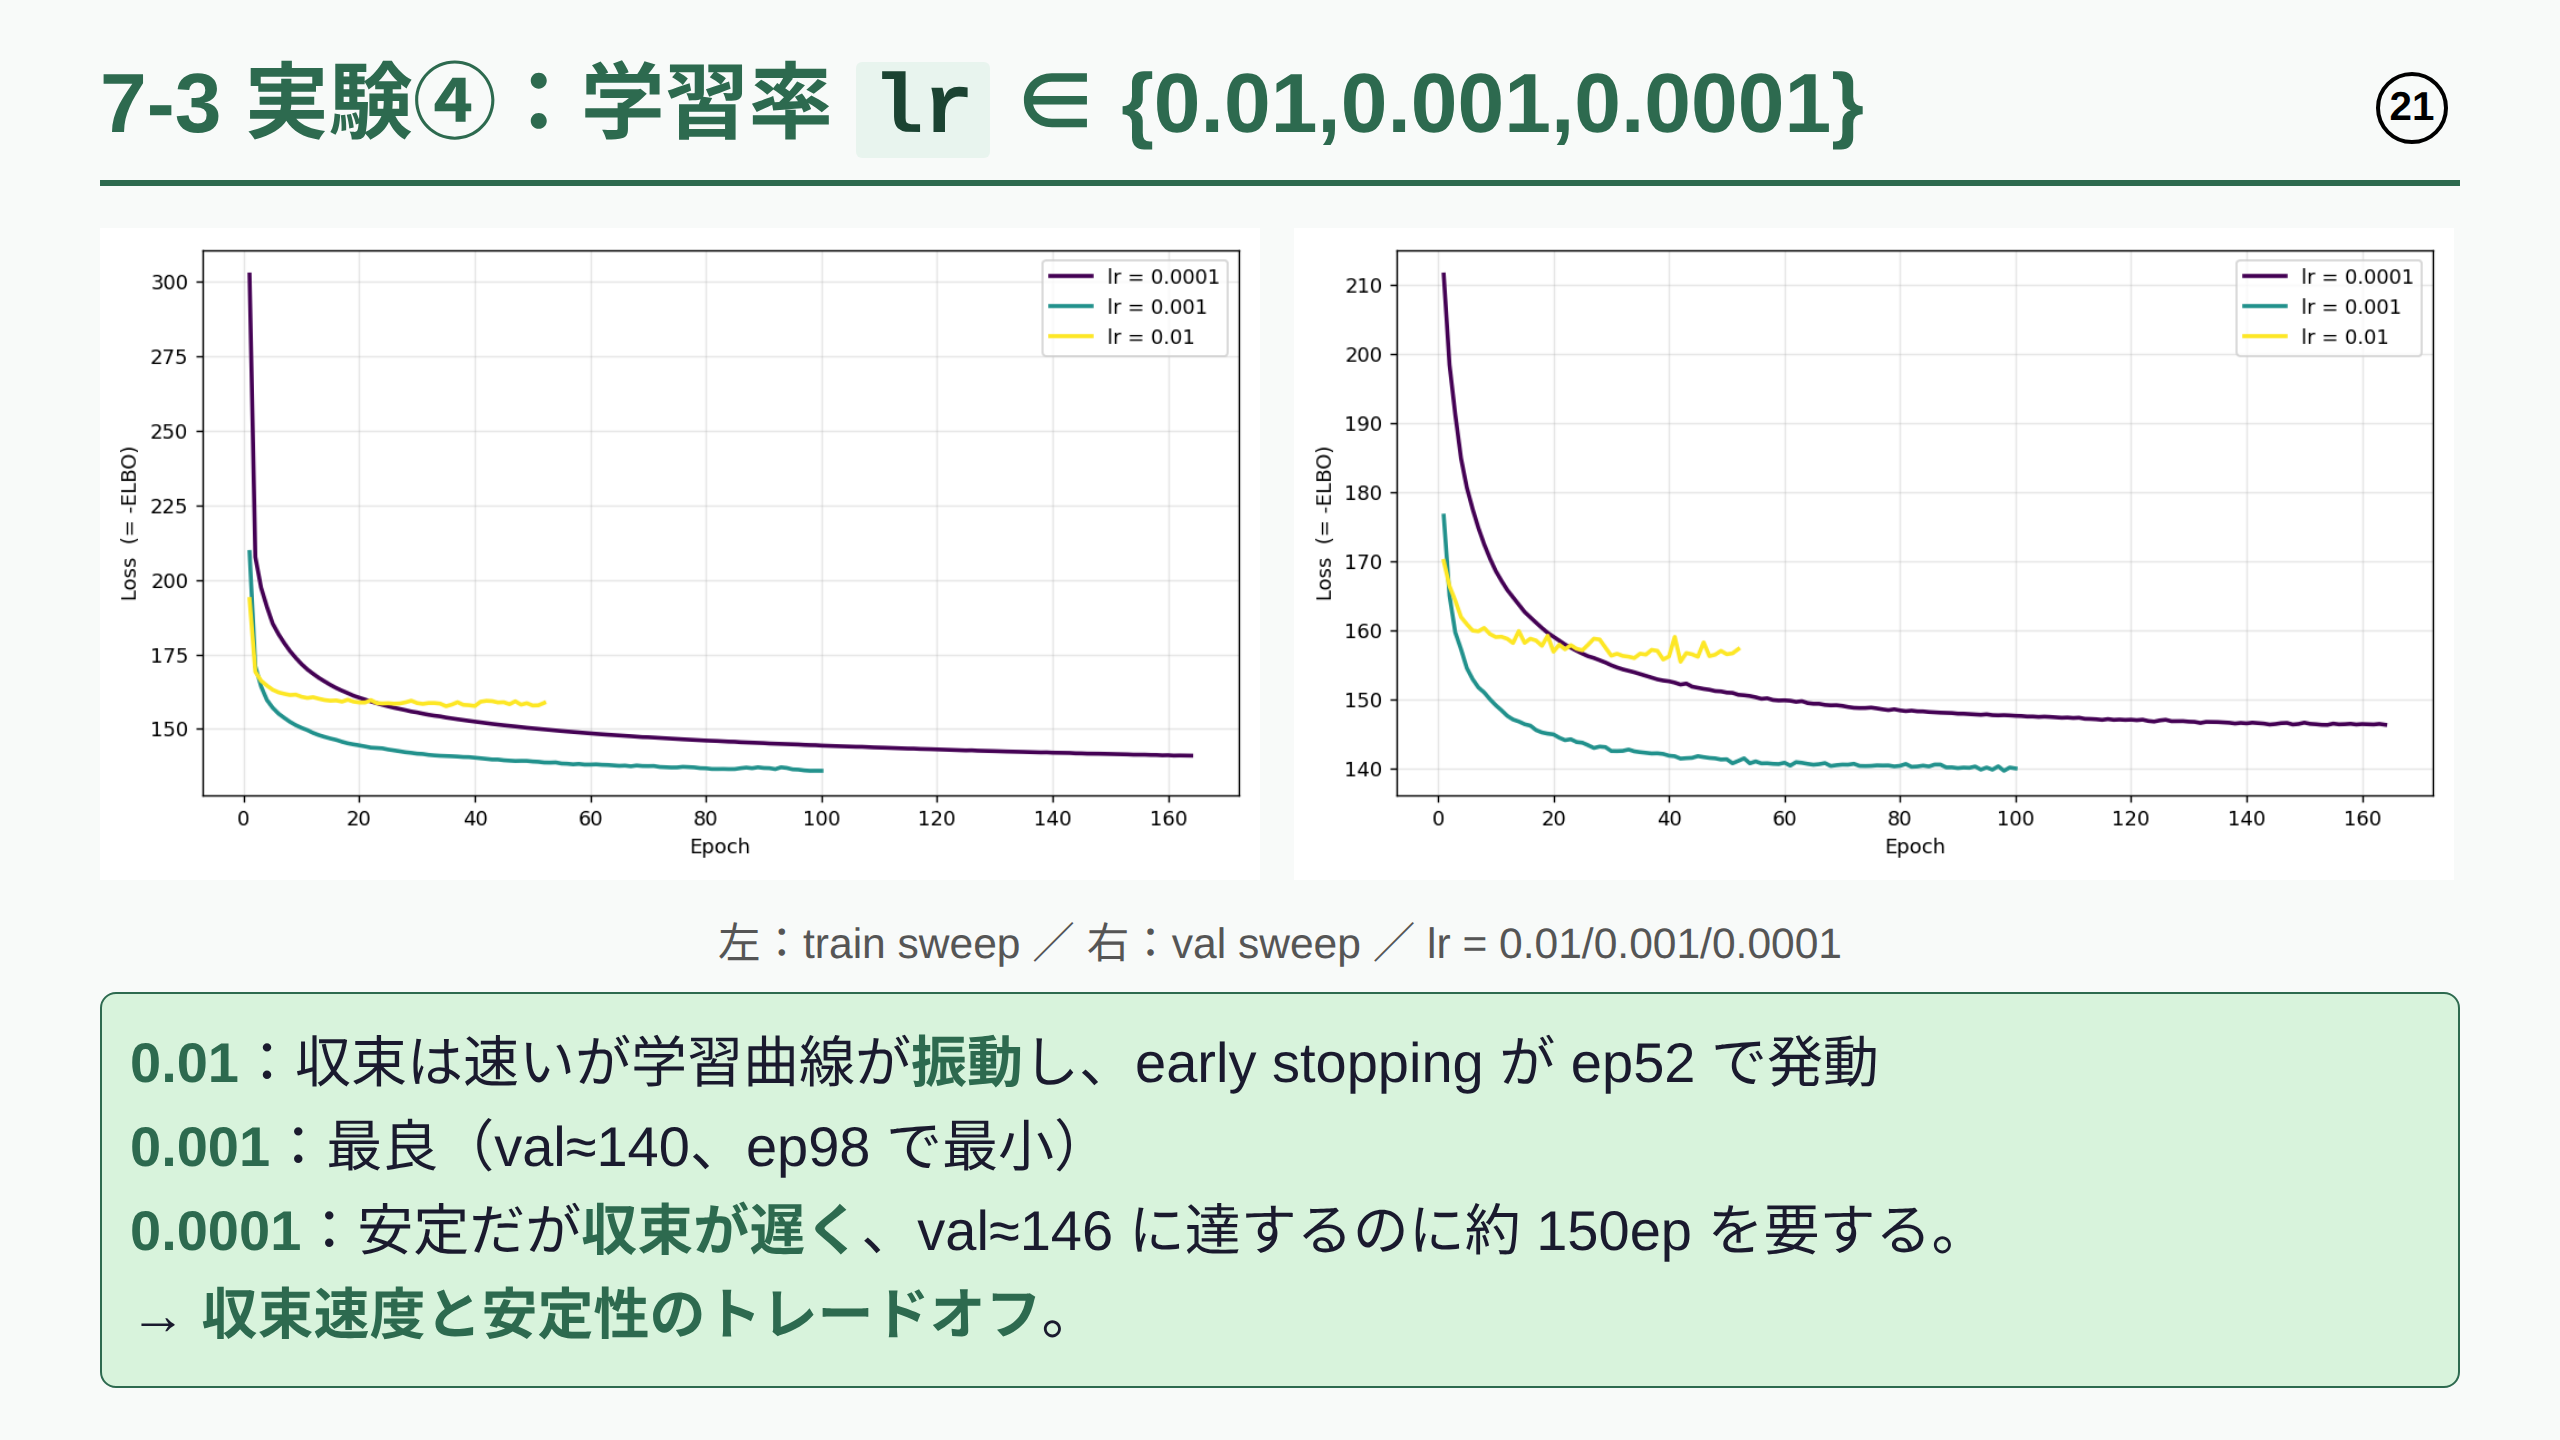 7-3 実験④：学習率 lr ∈ {0.01,0.001,0.0001}
21
300
275
250
225
200
175
150
Loss (= -ELBO)
0 20 40 60 80 100 120 140 160
Epoch
lr = 0.0001
lr = 0.001
lr = 0.01
210
200
190
180
170
160
150
140
Loss (= -ELBO)
0 20 40 60 80 100 120 140 160
Epoch
lr = 0.0001
lr = 0.001
lr = 0.01
左：train sweep ／ 右：val sweep ／ lr = 0.01/0.001/0.0001
0.01：収束は速いが学習曲線が振動し、early stopping が ep52 で発動
0.001：最良（val≈140、ep98 で最小）
0.0001：安定だが収束が遅く、val≈146 に達するのに約 150ep を要する。
→ 収束速度と安定性のトレードオフ。